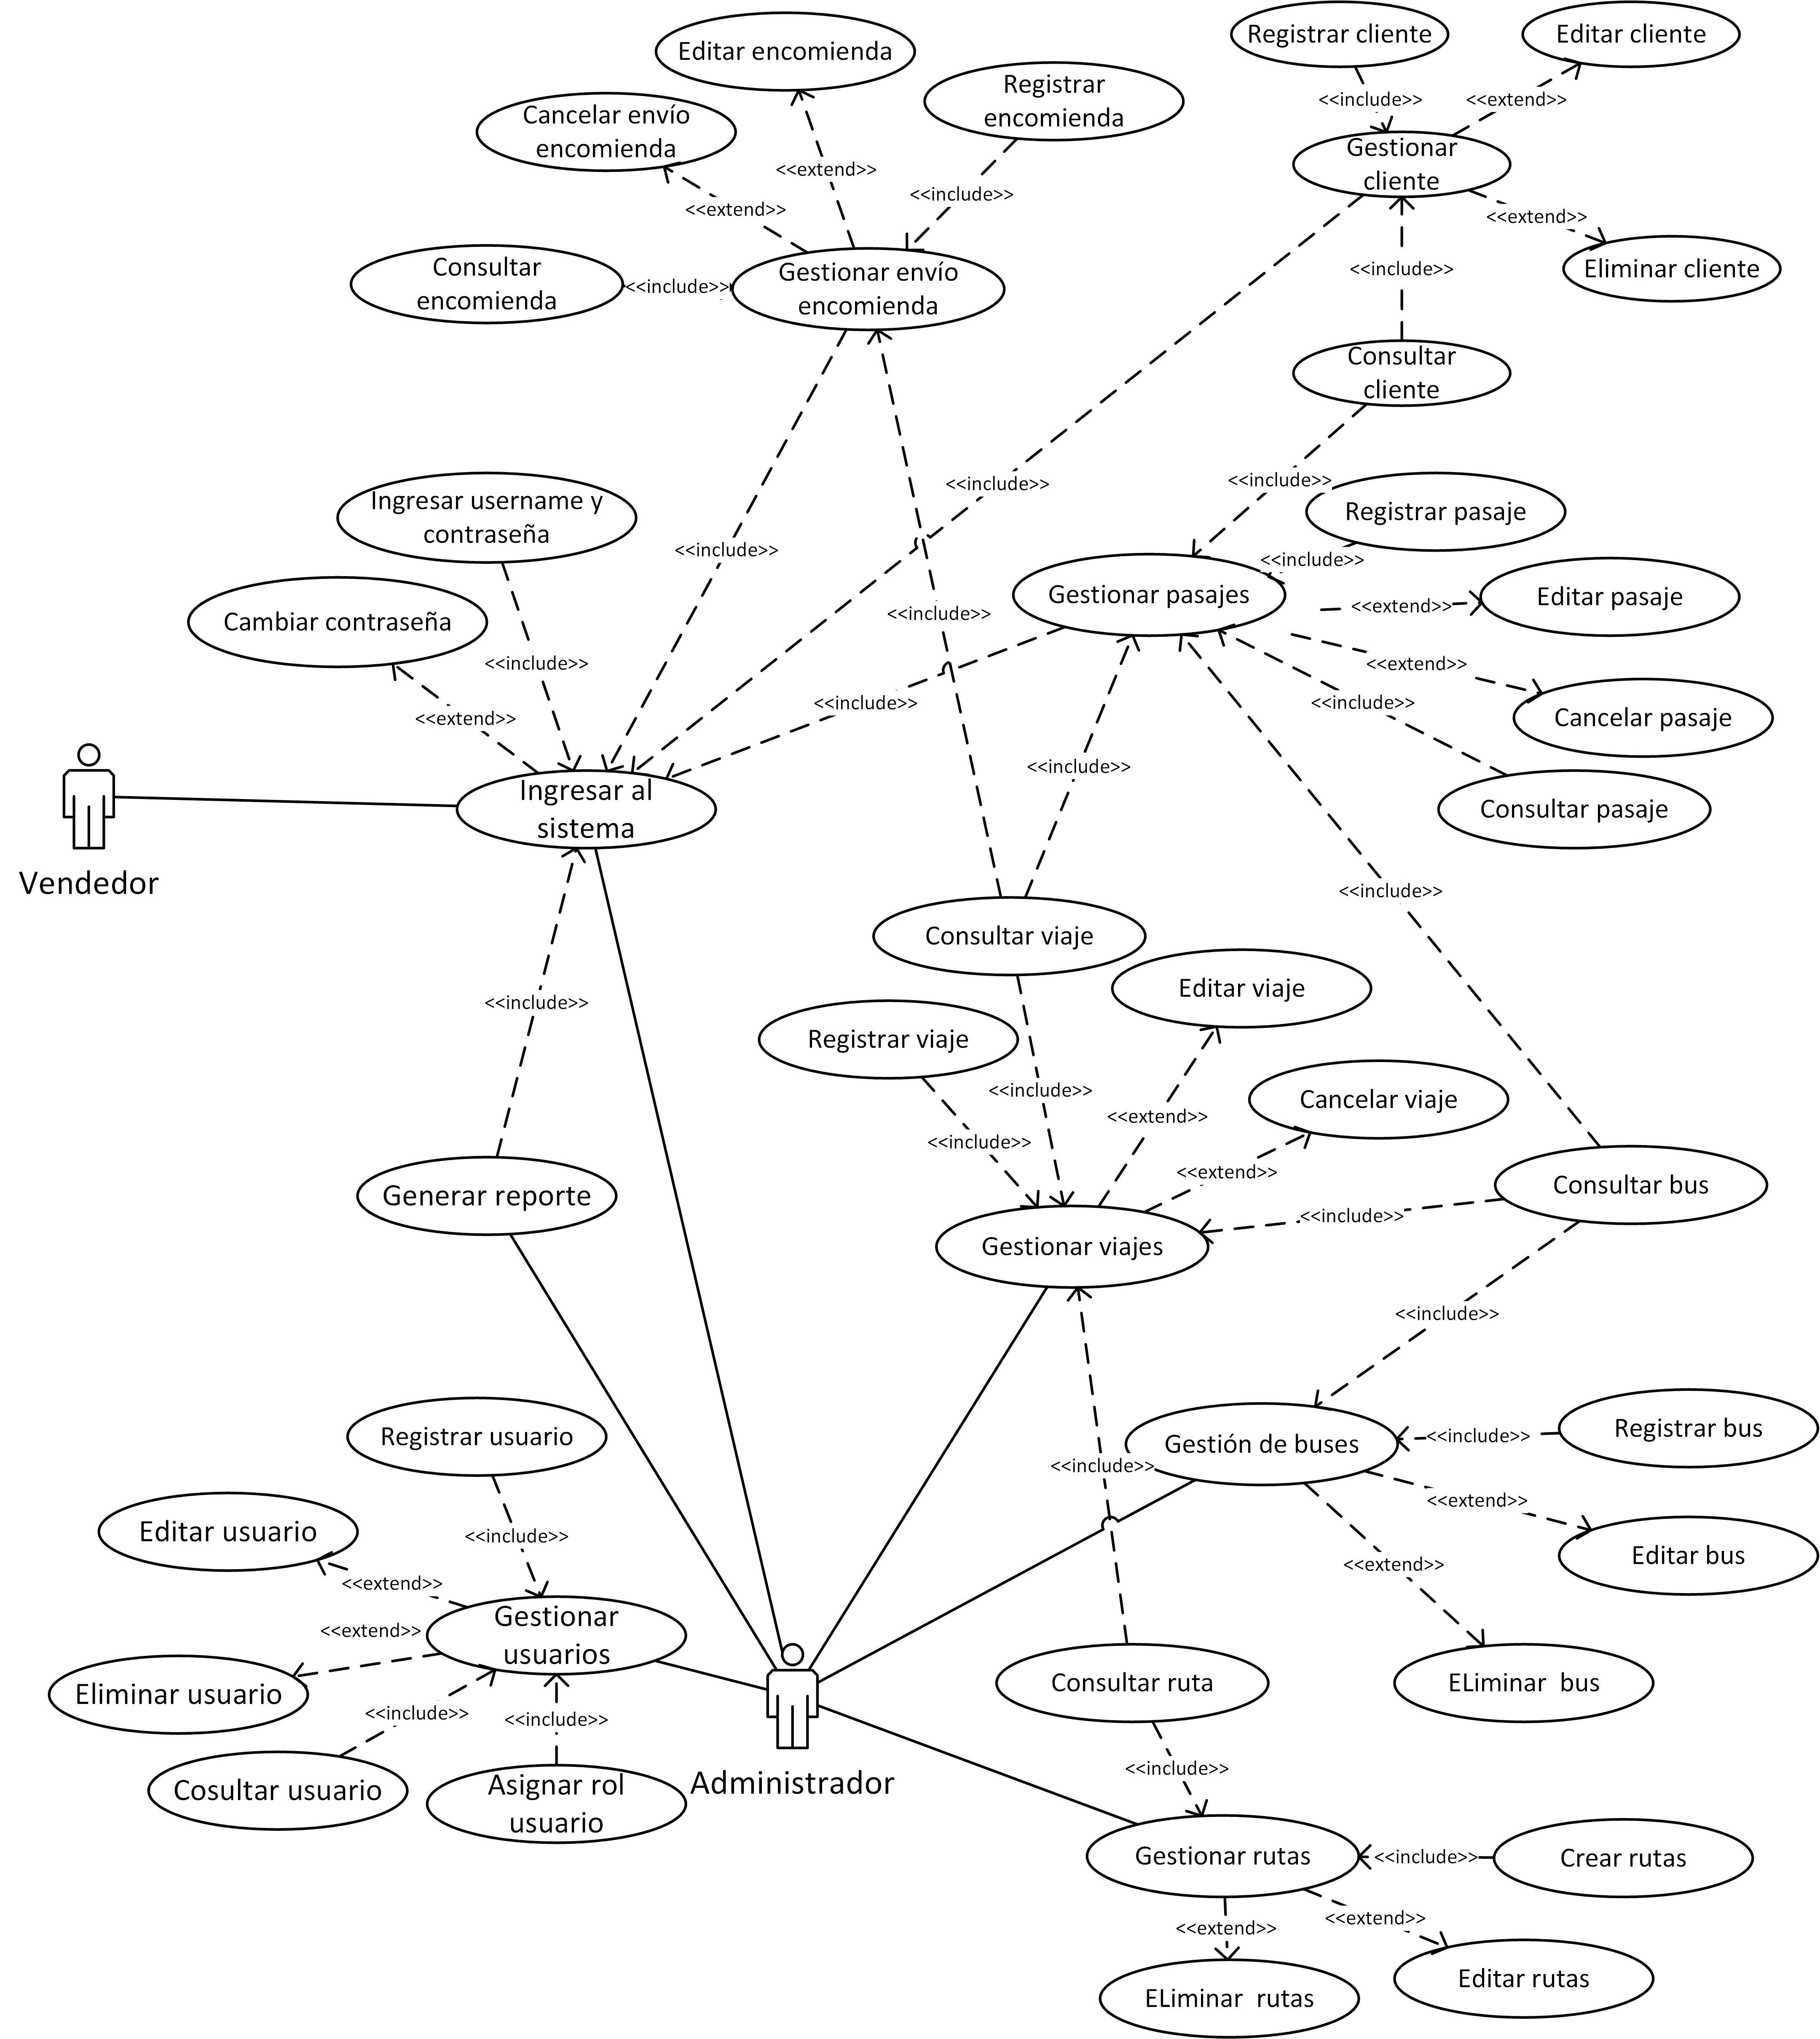 Registrar cliente
Editar cliente
Editar encomienda
Registrar
encomienda
<<include>>
<<extend>>
Cancelar envío
encomienda
Gestionar
cliente
<<extend>>
<<include>>
<<extend>>
<<extend>>
Consultar
encomienda
<<include>>
Gestionar envío
encomienda
<<include>>
Eliminar cliente
Consultar
cliente
<<include>>
<<include>>
Ingresar username y
contraseña
Registrar pasaje
<<include>>
<<include>>
Gestionar pasajes
<<extend>>
Editar pasaje
<<include>>
Cambiar contraseña
<<include>>
<<extend>>
<<include>>
<<include>>
<<extend>>
Cancelar pasaje
<<include>>
Ingresar al
sistema
Consultar pasaje
Vendedor
<<include>>
Consultar viaje
<<include>>
Editar viaje
Registrar viaje
<<include>>
<<extend>>
Cancelar viaje
<<include>>
<<extend>>
Generar reporte
Consultar bus
<<include>>
Gestionar viajes
<<include>>
Registrar usuario
Gestión de buses
<<include>>
Registrar bus
<<include>>
<<extend>>
Editar usuario
<<include>>
<<extend>>
Editar bus
<<extend>>
Gestionar
usuarios
<<extend>>
Eliminar usuario
Consultar ruta
ELiminar  bus
<<include>>
<<include>>
<<include>>
Cosultar usuario
Asignar rol
usuario
Administrador
Gestionar rutas
<<include>>
Crear rutas
<<extend>>
<<extend>>
ELiminar  rutas
Editar rutas